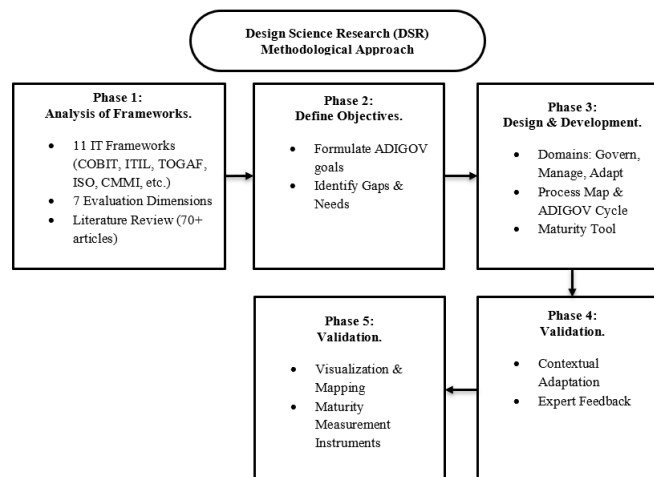 Design Science Research (DSR)
Methodological Approach
Phase 1:
Analysis of Frameworks.
• 11 IT Frameworks
(COBIT, ITIL, TOGAF,
ISO, CMMI, etc.)
• 7 Evaluation Dimensions
• Literature Review (70+
articles)
Phase 2:
Define Objectives.
• Formulate ADIGOV
goals
• Identify Gaps &
Needs
Phase 3:
Design & Development.
• Domains: Govern,
Manage, Adapt
• Process Map &
ADIGOV Cycle
• Maturity Tool
Phase 4:
Validation.
• Contextual
Adaptation
• Expert Feedback
Phase 5:
Validation.
• Visualization &
Mapping
• Maturity
Measurement
Instruments